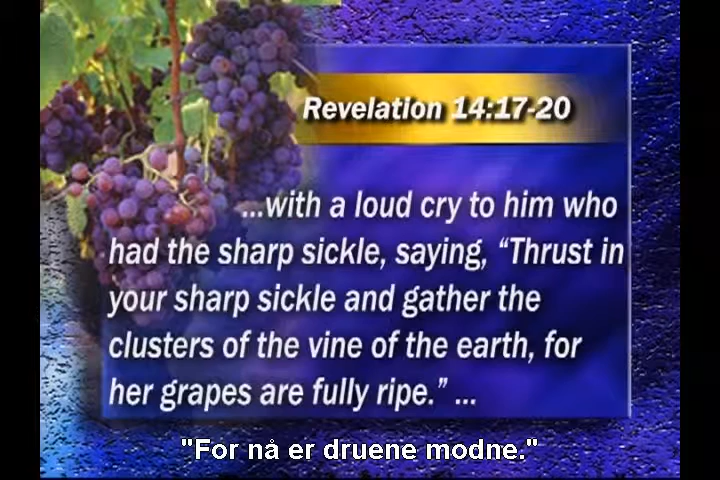 Revelation 14:17-20
...with a loud cry to him who
had the sharp sickle, saying, “Thrust in
your sharp sickle and gather the
clusters of the vine of the earth, for
her grapes are fully ripe.” ...
"For nå er druene modne."